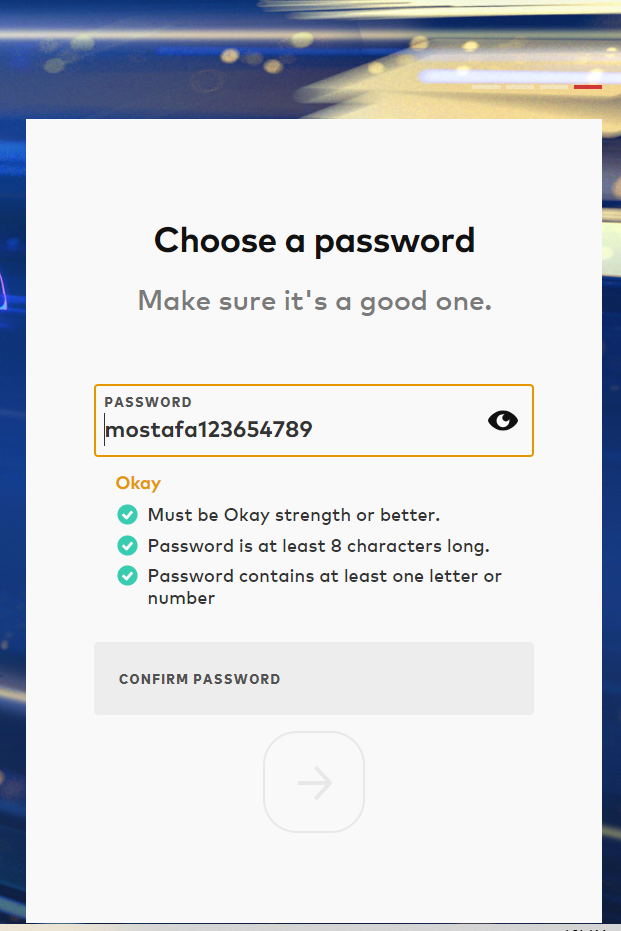 Choose a password
Make sure it's a good one.
PASSWORD
mostafa123654789
Okay
Must be Okay strength or better.
Password is at least 8 characters long.
Password contains at least one letter or
number
CONFIRM PASSWORD